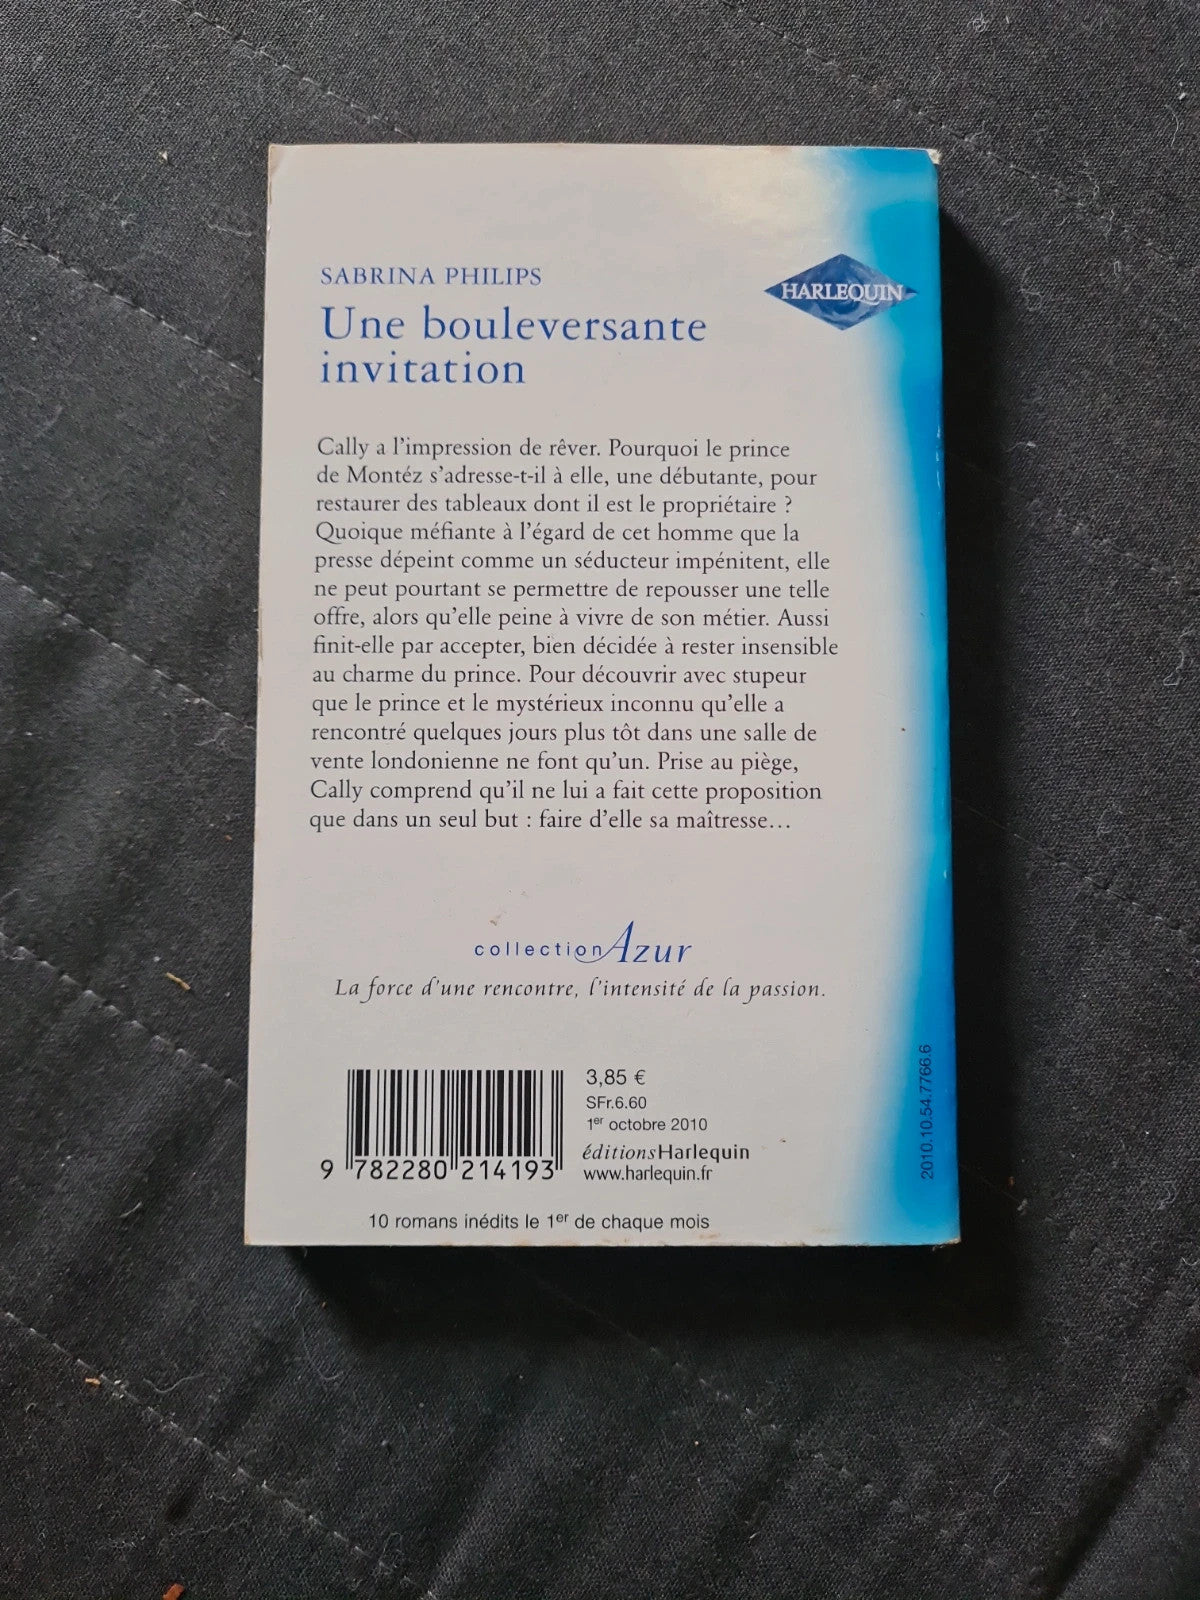 SABRINA PHILIPS
HARLEQUIN
Une bouleversante
invitation
Cally a l'impression de rêver. Pourquoi le prince
de Montéz s'adresse-t-il à elle, une débutante, pour
restaurer des tableaux dont il est le propriétaire ?
Quoique méfiante à l'égard de cet homme que la
presse dépeint comme un séducteur impénitent, elle
ne peut pourtant se permettre de repousser une telle
offre, alors qu'elle peine à vivre de son métier. Aussi
finit-elle par accepter, bien décidée à rester insensible
au charme du prince. Pour découvrir avec stupeur
que le prince et le mystérieux inconnu qu'elle a
rencontré quelques jours plus tôt dans une salle de
vente londonienne ne font qu'un. Prise au piège,
Cally comprend qu'il ne lui a fait cette proposition
que dans un seul but : faire d'elle sa maîtresse…
collection Azur
La force d'une rencontre, l'intensité de la passion.
3,85 €
SFr.6.60
1er octobre 2010
éditionsHarlequin
www.harlequin.fr
9 782280 214193
10 romans inédits le 1er de chaque mois
2010.10.54.7766.6